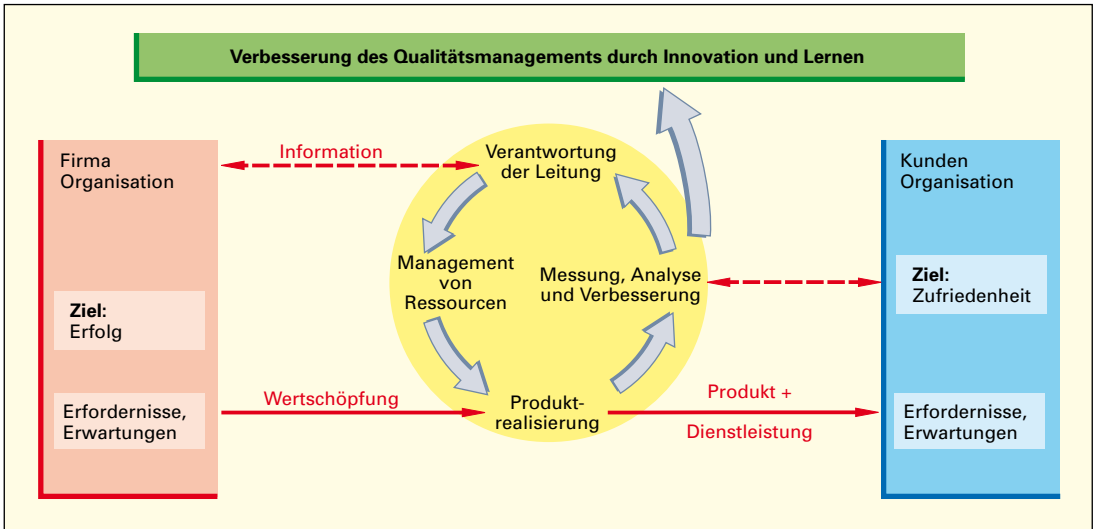 Verbesserung des Qualitätsmanagements durch Innovation und Lernen
Firma
Organisation
Ziel:
Erfolg
Erfordernisse,
Erwartungen
Information
Wertschöpfung
Verantwortung
der Leitung
Management
von
Ressourcen
Messung, Analyse
und Verbesserung
Produkt-
realisierung
Produkt +
Dienstleistung
Kunden
Organisation
Ziel:
Zufriedenheit
Erfordernisse,
Erwartungen